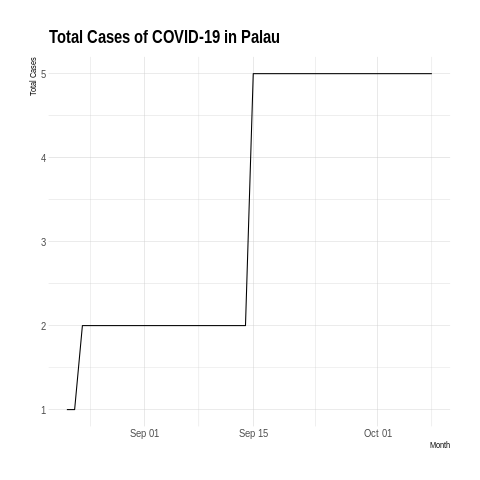 Total Cases of COVID-19 in Palau
Total Cases
5
4
3
2
1
Sep 01
Sep 15
Oct 01
Month